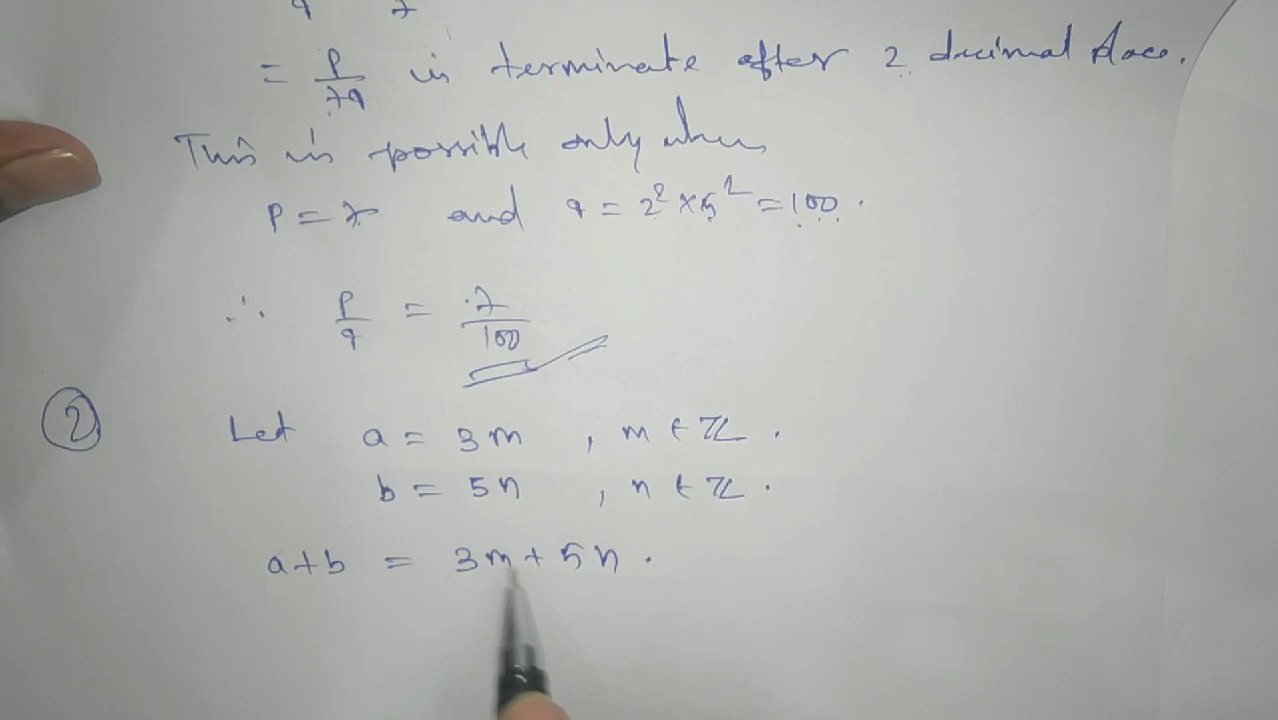 = p/7q is terminate after 2 decimal place.
This is possible only when
p = 7 and q = 2² × 5² = 100.
∴ p/q = 7/100
② Let a = 3m , m ∈ ℤ.
b = 5n , n ∈ ℤ.
a+b = 3m + 5n.